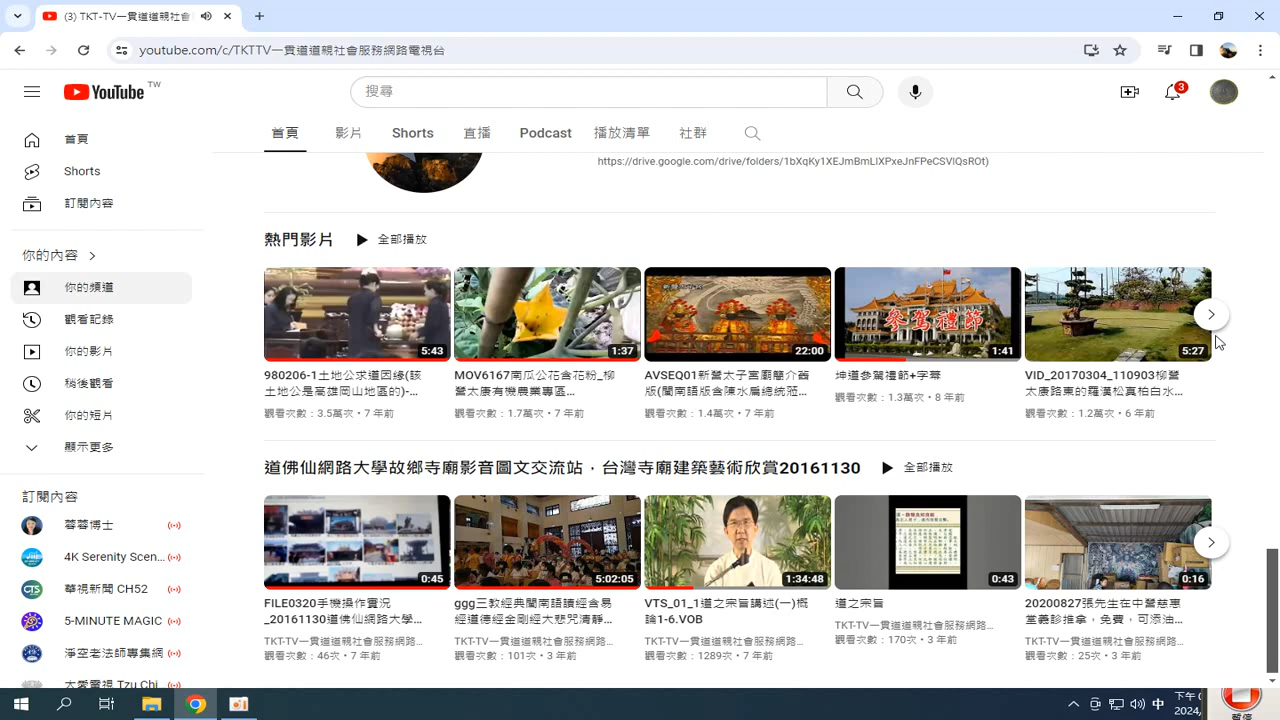 (3) TKT-TV一貫道道親社會
youtube.com/c/TKTTV一貫道道親社會服務網路電視台
YouTube TW
搜尋
3
首頁 影片 Shorts 直播 Podcast 播放清單 社群
首頁
Shorts
訂閱內容
你的內容
你的頻道
觀看記錄
你的影片
稍後觀看
你的短片
顯示更多
訂閱內容
蓉蓉博士
4K Serenity Scen...
華視新聞 CH52
5-MINUTE MAGIC
淨空老法師專集網
大愛電視 Tzu Chi
https://drive.google.com/drive/folders/1bXqKy1XEJmBmLIXPxeJnFPeCSVIQsROt)
熱門影片 全部播放
5:43
1:37
新營太子宮
22:00
參駕禮節
1:41
5:27
980206-1土地公求道因緣(該
土地公是高雄岡山地區的)-...
觀看次數：3.5萬次 • 7 年前
MOV6167南瓜公花含花粉_柳
營太康有機農業專區...
觀看次數：1.7萬次 • 7 年前
AVSEQ01新營太子宮廟簡介舊
版(閩南語版含陳水扁總統蒞...
觀看次數：1.4萬次 • 7 年前
坤道參駕禮節+字幕
觀看次數：1.3萬次 • 8 年前
VID_20170304_110903柳營
太康路東的羅漢松真柏白水...
觀看次數：1.2萬次 • 6 年前
道佛仙網路大學故鄉寺廟影音圖文交流站．台灣寺廟建築藝術欣賞20161130 全部播放
0:45
5:02:05
1:34:48
0:43
0:16
FILE0320手機操作實況
_20161130道佛仙網路大學...
TKT-TV一貫道道親社會服務網路...
觀看次數：46次 • 7 年前
ggg三教經典閩南語讀經含易
經道德經金剛經大悲咒清靜...
TKT-TV一貫道道親社會服務網路...
觀看次數：101次 • 3 年前
VTS_01_1道之宗旨講述(一)概
論1-6.VOB
TKT-TV一貫道道親社會服務網路...
觀看次數：1289次 • 7 年前
道之宗旨
TKT-TV一貫道道親社會服務網路...
觀看次數：170次 • 3 年前
20200827張先生在中營慈惠
堂義診推拿，免費，可添油...
TKT-TV一貫道道親社會服務網路...
觀看次數：25次 • 3 年前
中
下午
2024
暫停